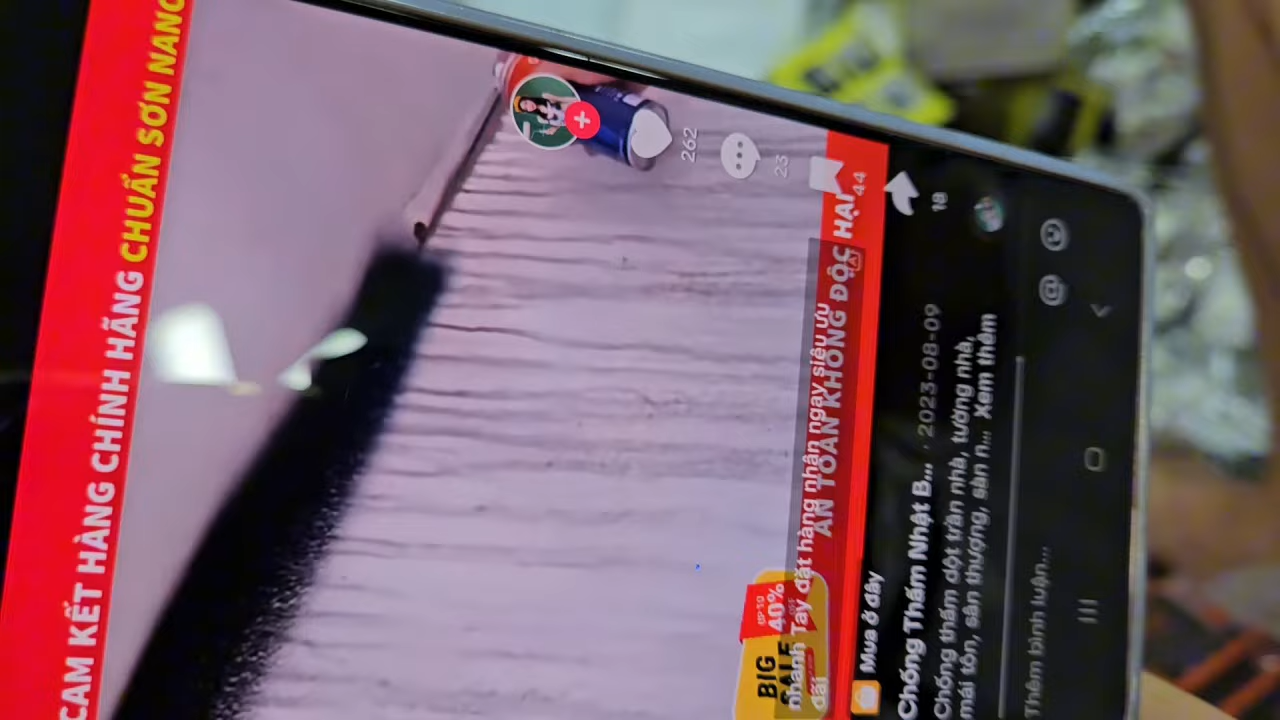 CAM KẾT HÀNG CHÍNH HÃNG CHUẨN SƠN NANO
262
23
44
18
AN TOÀN KHÔNG ĐỘC HẠI
nhanh Tay đặt hàng nhận ngay siêu ưu
đãi
40%
BIG
SALE
Mua ở đây
Chống Thấm Nhật B... · 2023-08-09
Chống thấm dột trần nhà, tường nhà,
mái tôn, sân thượng, sàn n... Xem thêm
Thêm bình luận...